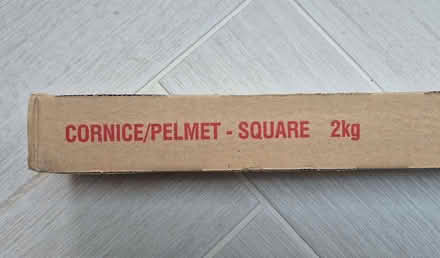 CORNICE/PELMET - SQUARE 2kg